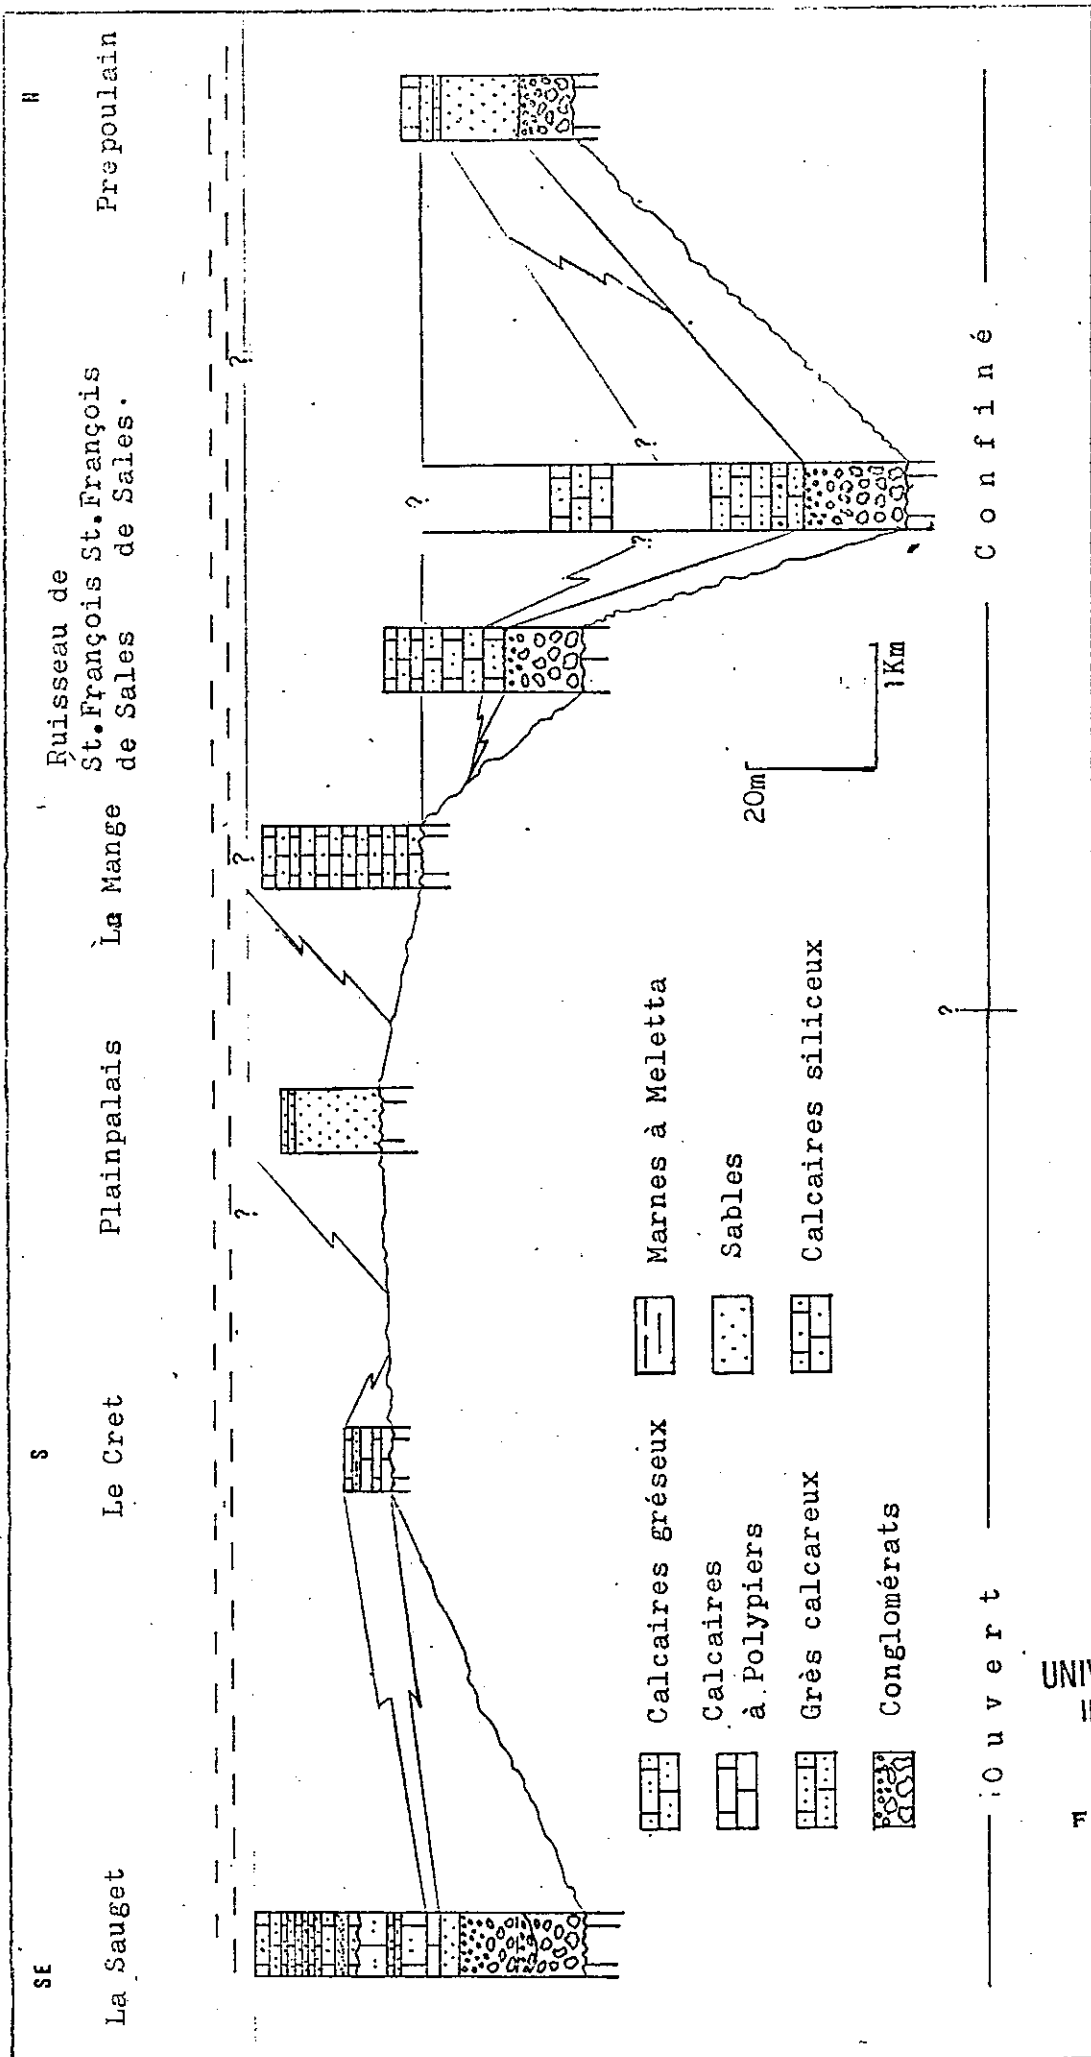 SE
S
N
La Sauget
Le Cret
Plainpalais
La Mange
Ruisseau de
St.François
de Sales
St.François
de Sales.
Prepoulain
?
?
?
?
?
?
20m
1Km
Calcaires gréseux
Calcaires
à Polypiers
Grès calcareux
Conglomérats
Marnes à Meletta
Sables
Calcaires siliceux
Ouvert
?
Confiné
UNIV